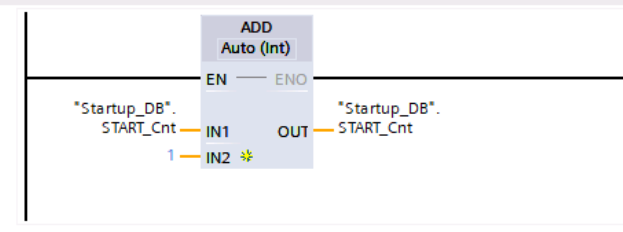 ADD
Auto (Int)
EN ENO
"Startup_DB". "Startup_DB".
START_Cnt IN1 OUT START_Cnt
1 IN2